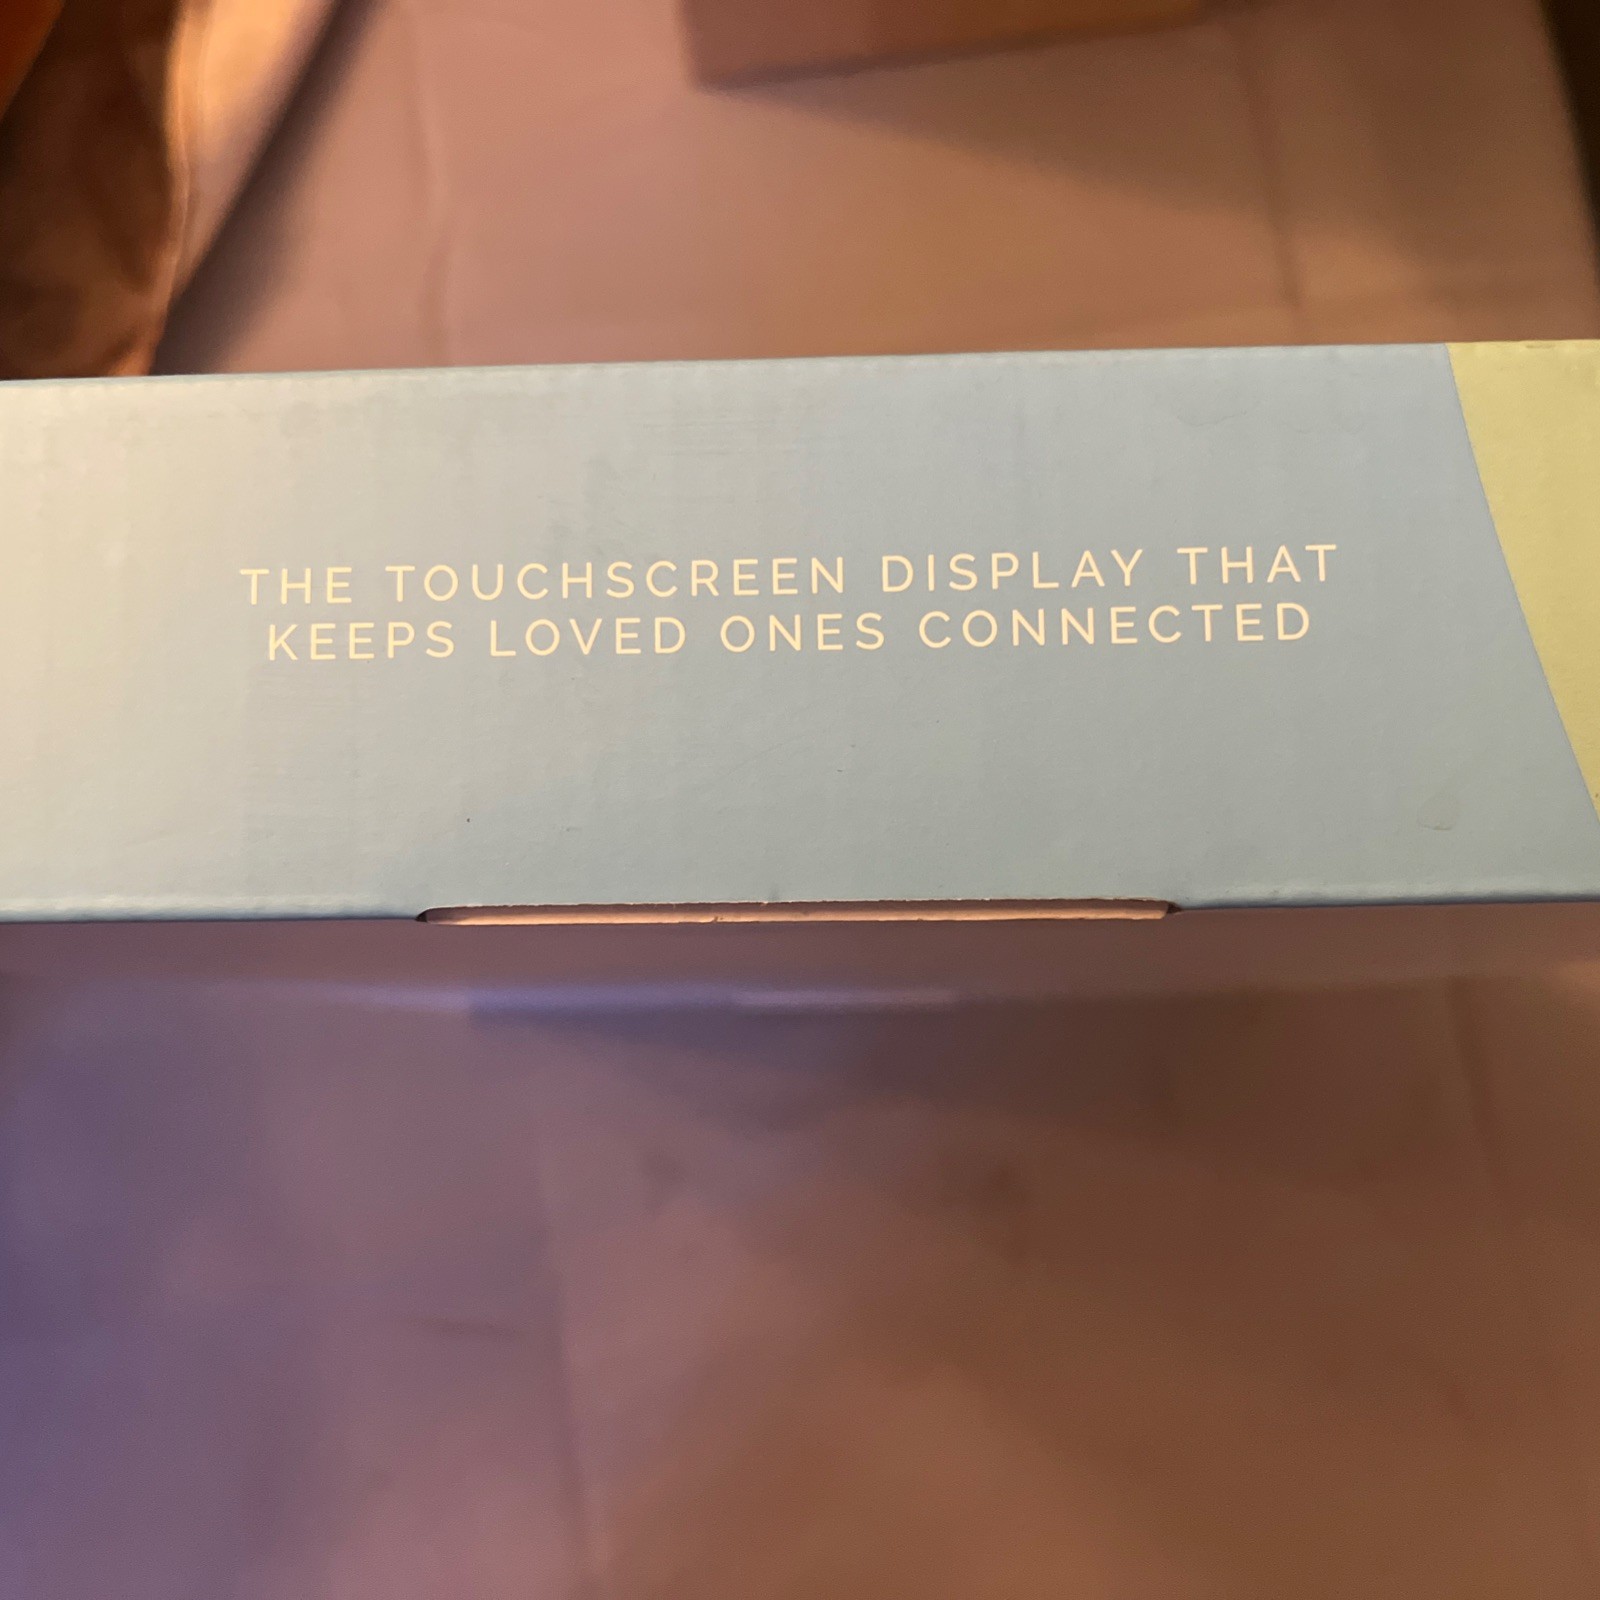 THE TOUCHSCREEN DISPLAY THAT
KEEPS LOVED ONES CONNECTED